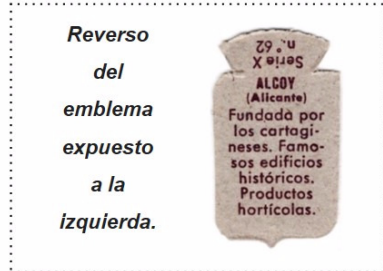 Reverso
del
emblema
expuesto
a la
izquierda.
Serie X
n.º 62
ALCOY
(Alicante)
Fundada por
los cartagi-
neses. Famo-
sos edificios
históricos.
Productos
hortícolas.